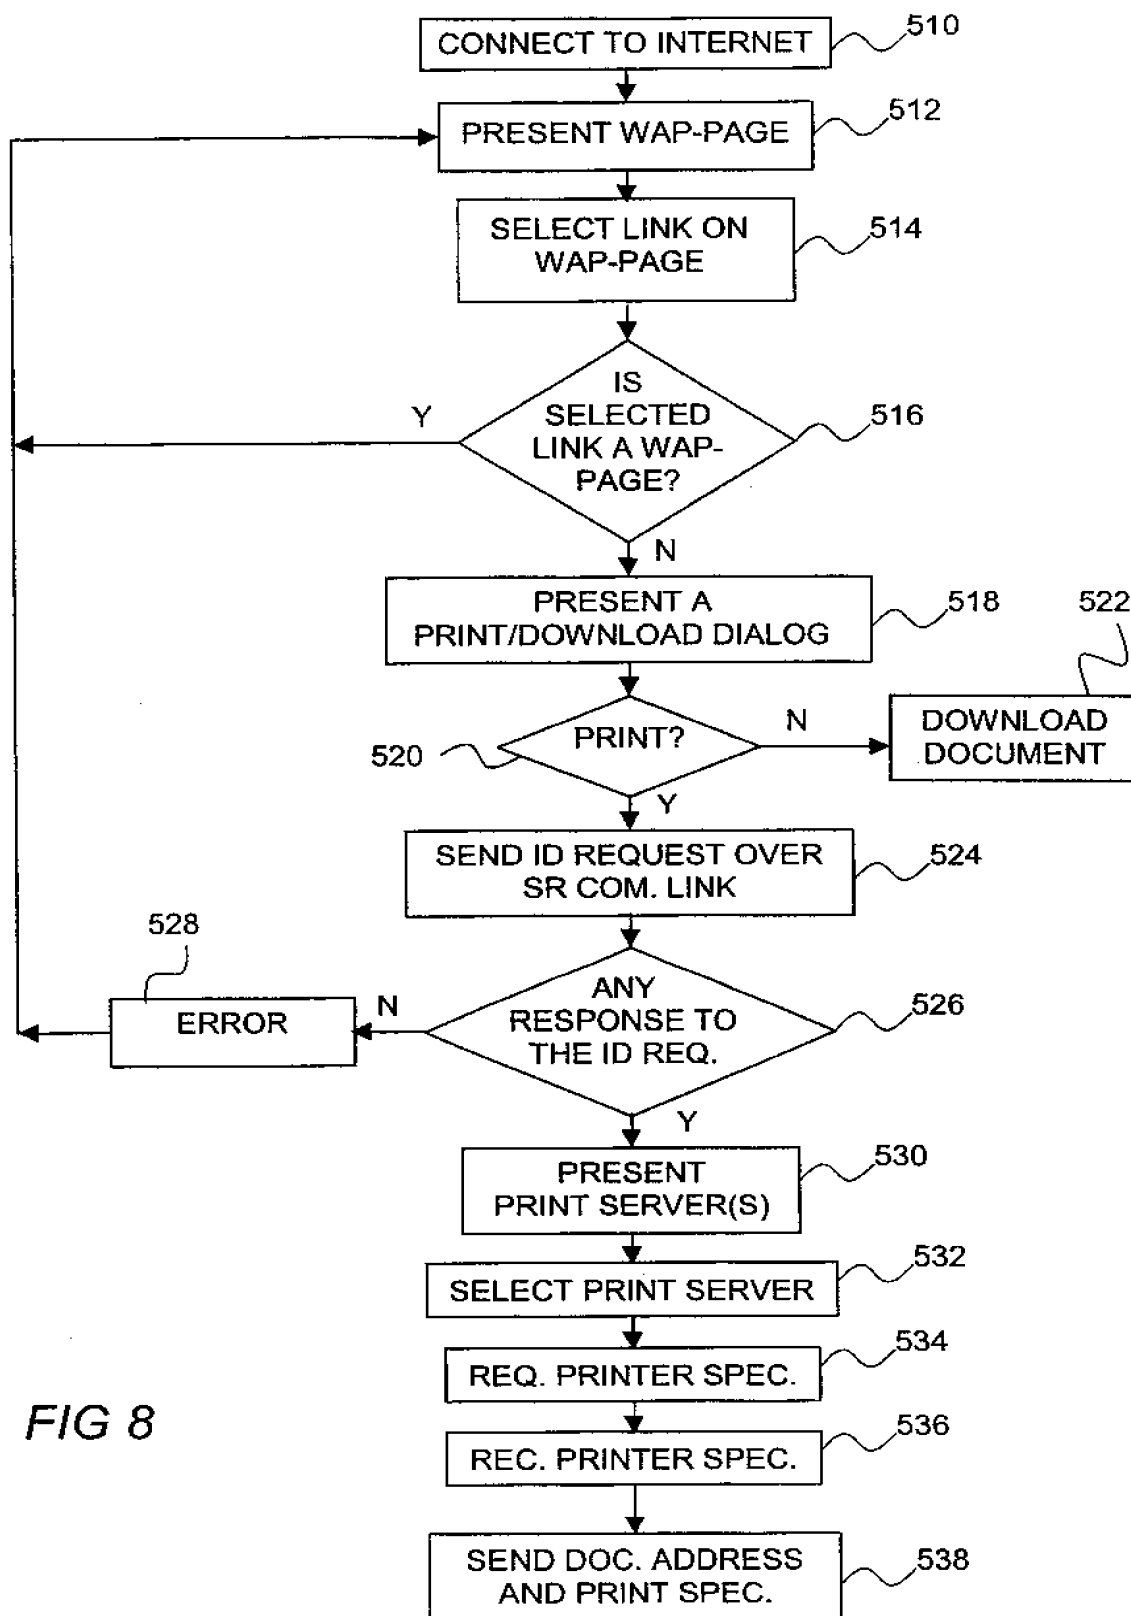 CONNECT TO INTERNET
510
PRESENT WAP-PAGE
512
SELECT LINK ON
WAP-PAGE
514
IS
SELECTED
LINK A WAP-
PAGE?
516
Y
N
PRESENT A
PRINT/DOWNLOAD DIALOG
518
522
PRINT?
520
N
DOWNLOAD
DOCUMENT
Y
SEND ID REQUEST OVER
SR COM. LINK
524
528
ERROR
N
ANY
RESPONSE TO
THE ID REQ.
526
Y
PRESENT
PRINT SERVER(S)
530
SELECT PRINT SERVER
532
REQ. PRINTER SPEC.
534
FIG 8
REC. PRINTER SPEC.
536
SEND DOC. ADDRESS
AND PRINT SPEC.
538